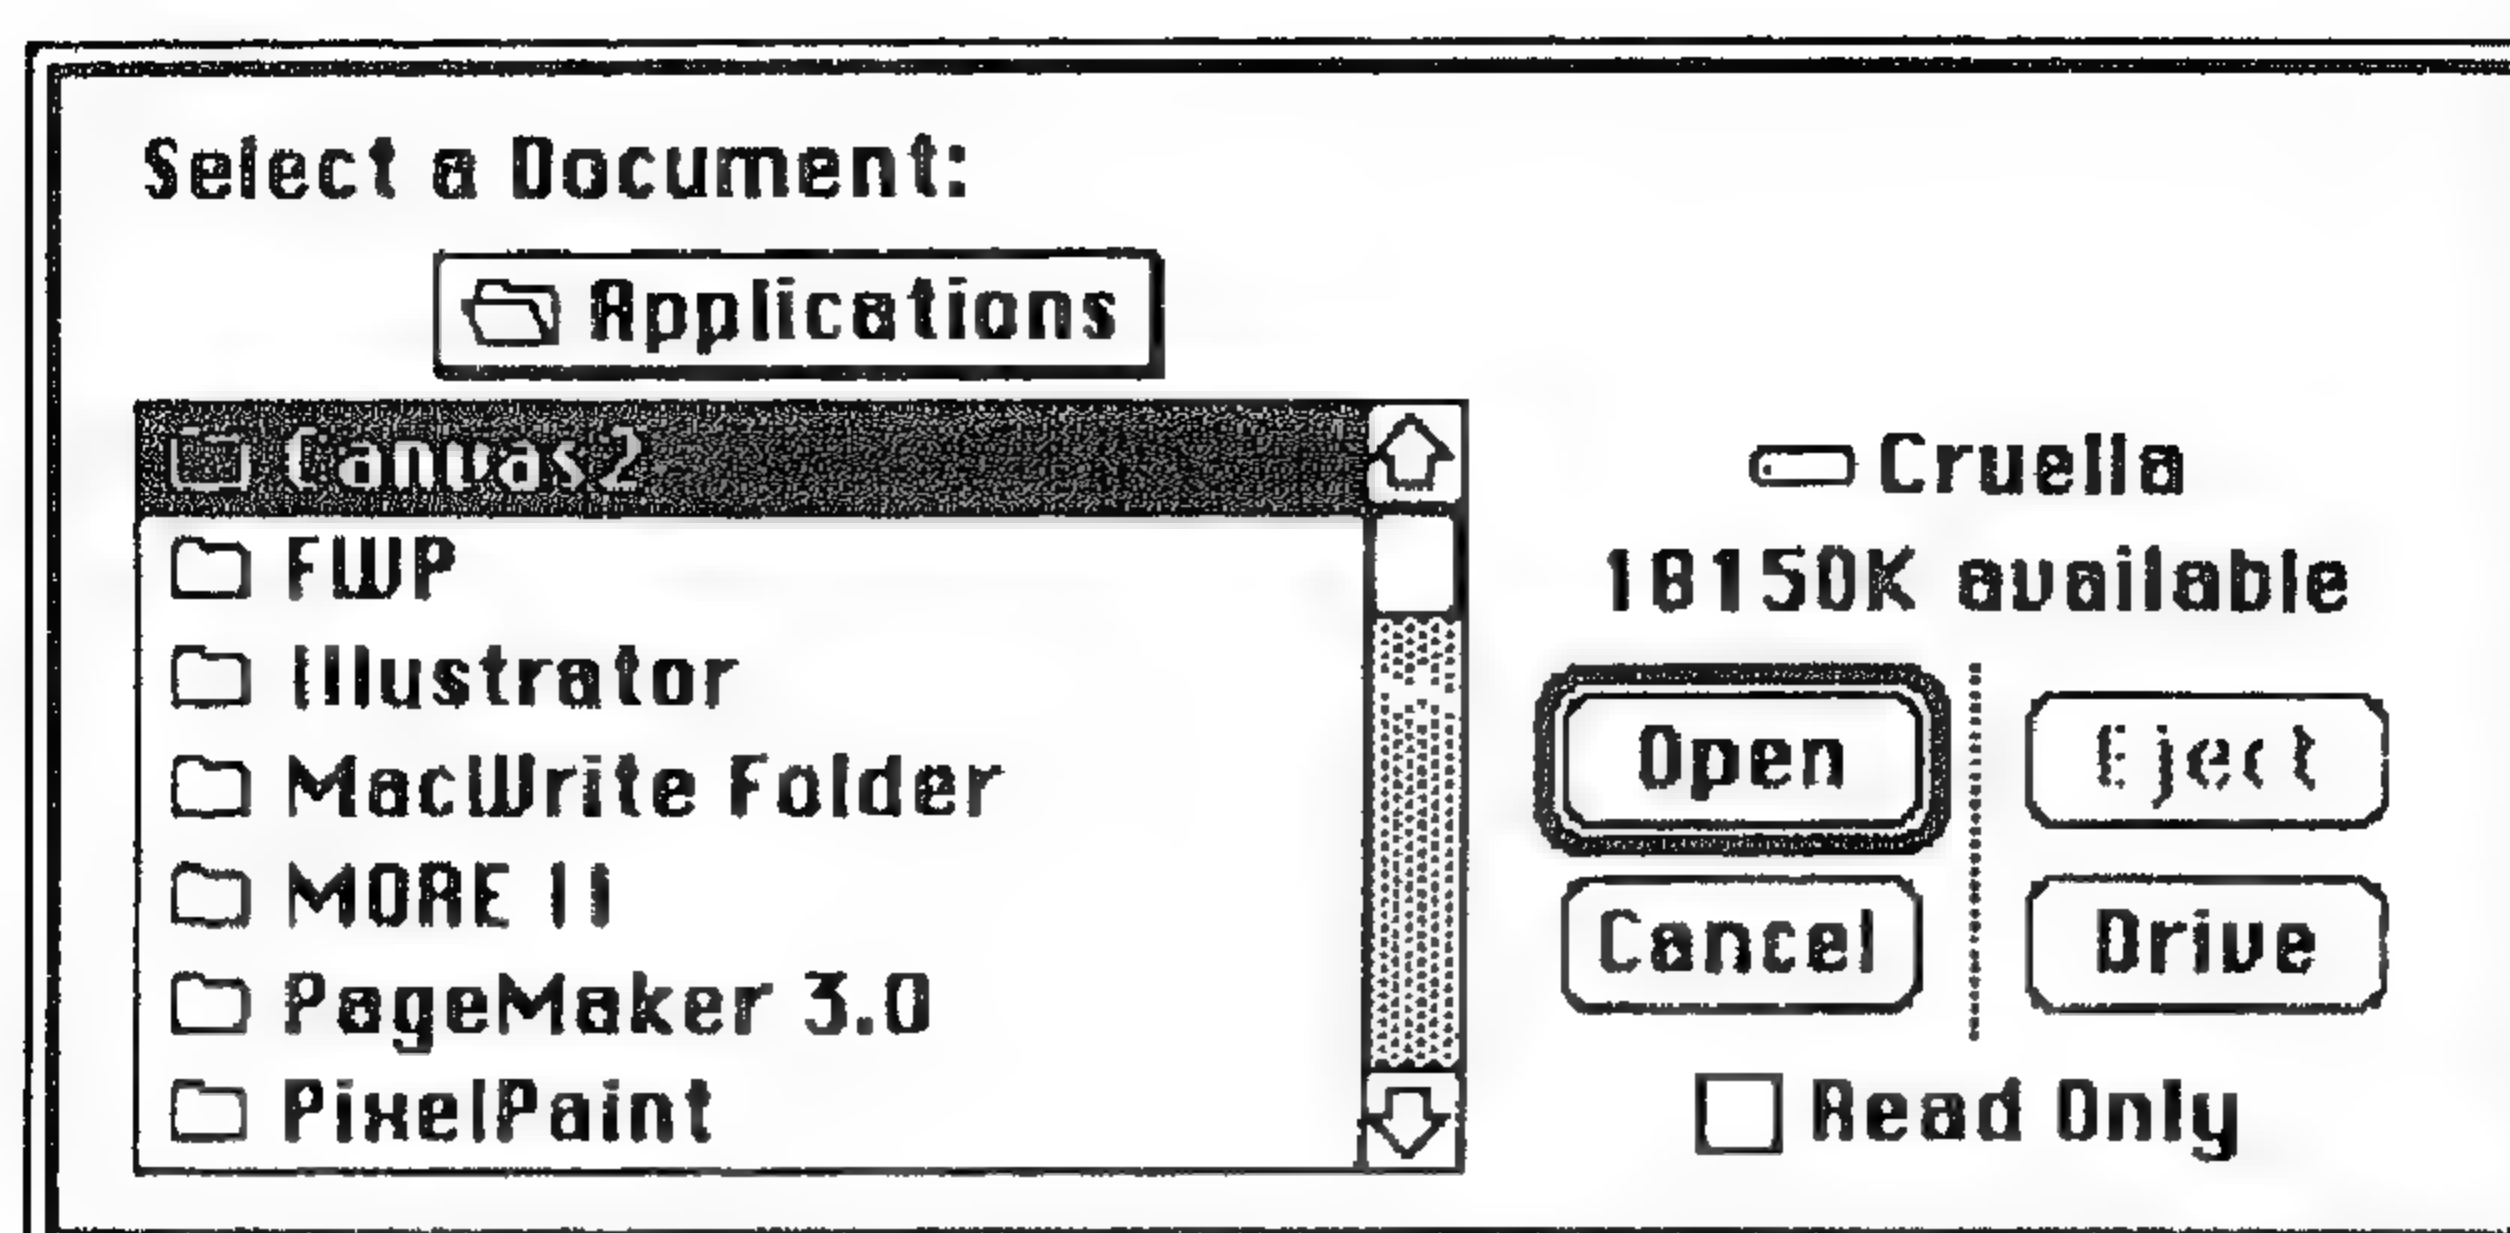 Select a Document:
Applications
Canvas2
FWP
Illustrator
MacWrite Folder
MORE II
PageMaker 3.0
PixelPaint
Cruella
18150K available
Open
Eject
Cancel
Drive
Read Only